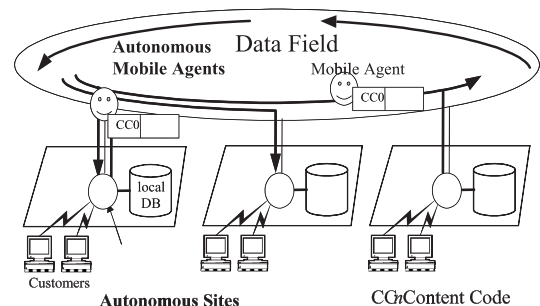 Autonomous
Mobile Agents
Data Field
Mobile Agent
CC0
CC0
local
DB
Customers
Autonomous Sites
CCnContent Code